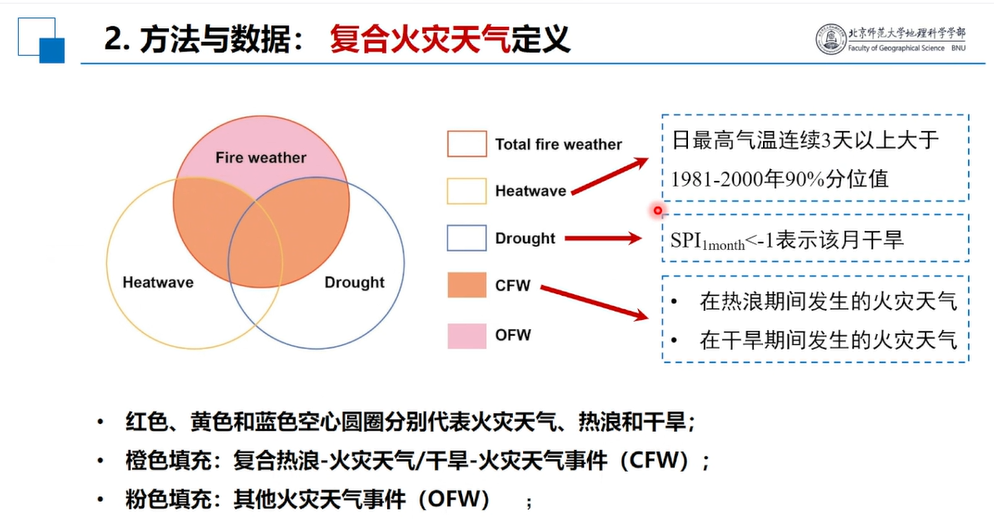 2. 方法与数据： 复合火灾天气定义
北京师范大学地理科学学部
Faculty of Geographical Science BNU
Fire weather
Heatwave
Drought
Total fire weather
Heatwave
Drought
CFW
OFW
日最高气温连续3天以上大于
1981-2000年90%分位值
SPI1month<-1表示该月干旱
• 在热浪期间发生的火灾天气
• 在干旱期间发生的火灾天气
• 红色、黄色和蓝色空心圆圈分别代表火灾天气、热浪和干旱；
• 橙色填充：复合热浪-火灾天气/干旱-火灾天气事件（CFW）；
• 粉色填充：其他火灾天气事件（OFW） ；